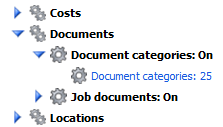 Costs
Documents
Document categories: On
Document categories: 25
Job documents: On
Locations